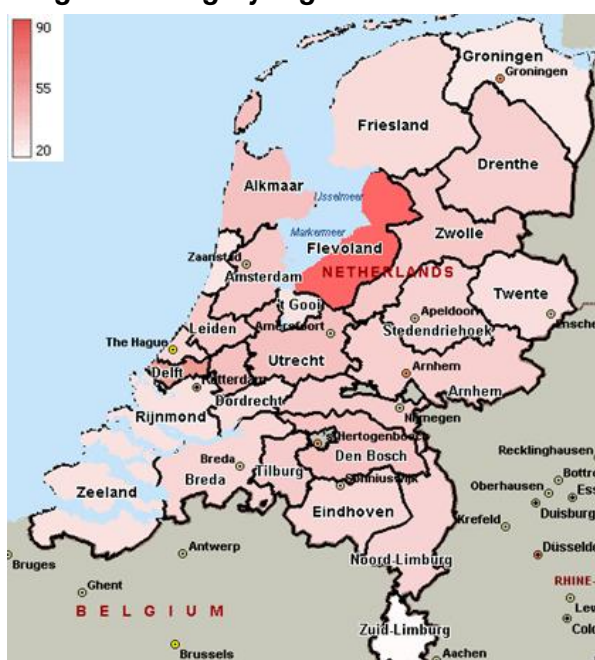 90
55
20
Groningen
Groningen
Friesland
Drenthe
Alkmaar
IJsselmeer
Markermeer
Zwolle
Flevoland
NETHERLANDS
Zaanstad
Amsterdam
't Gooi
Twente
Apeldoorn
Leiden
Amersfoort
Stedendriehoek
The Hague
Utrecht
Delft
Rotterdam
Arnhem
Arnhem
Dordrecht
Rijnmond
Nijmegen
Den Bosch
Breda
Breda
Tilburg
Zeeland
Eindhoven
Recklinghausen
Oberhausen
Duisburg
Krefeld
Noord-Limburg
Antwerp
Bruges
Ghent
BELGIUM
Zuid-Limburg
Brussels
Aachen